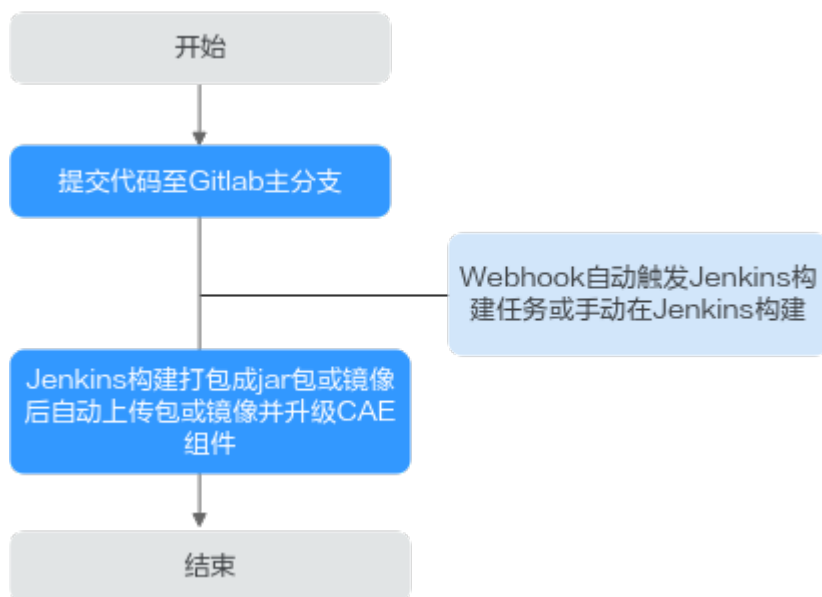 开始
提交代码至Gitlab主分支
Webhook自动触发Jenkins构
建任务或手动在Jenkins构建
Jenkins构建打包成jar包或镜像
后自动上传包或镜像并升级CAE
组件
结束